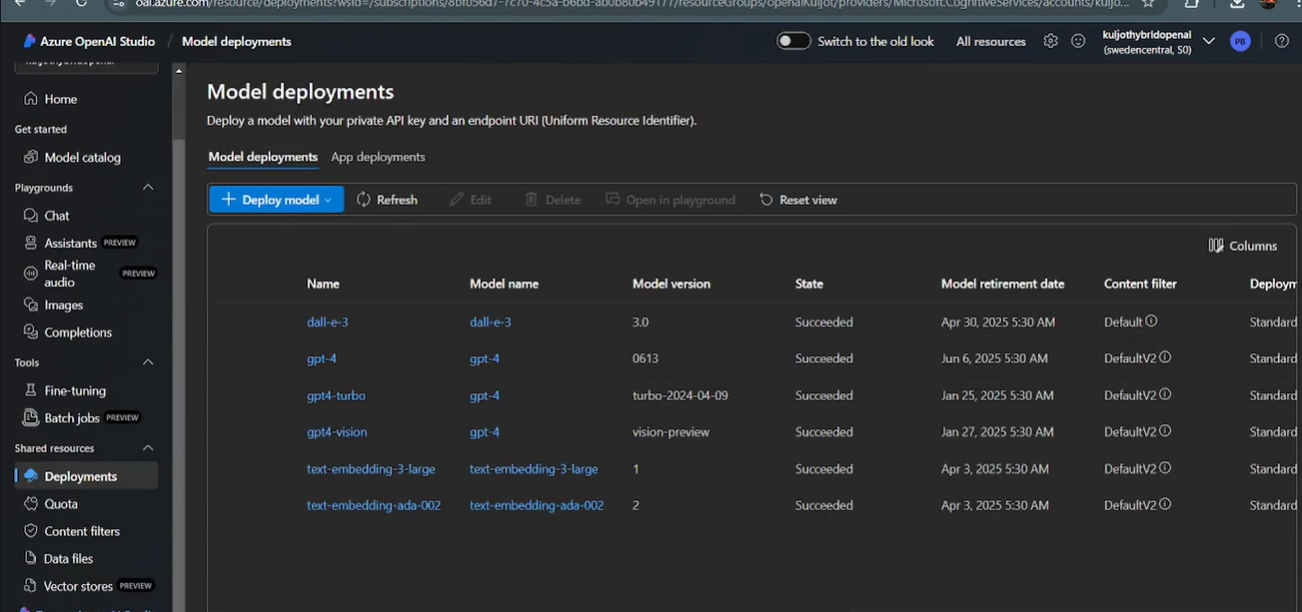 oai.azure.com/resource/deployments?wsid=/subscriptions/
Azure OpenAI Studio / Model deployments
Switch to the old look
All resources
kuljothybridopenai
(swedencentral, S0)
PB
Home
Get started
Model catalog
Playgrounds
Chat
Assistants PREVIEW
Real-time audio PREVIEW
Images
Completions
Tools
Fine-tuning
Batch jobs PREVIEW
Shared resources
Deployments
Quota
Content filters
Data files
Vector stores PREVIEW
Model deployments
Deploy a model with your private API key and an endpoint URI (Uniform Resource Identifier).
Model deployments App deployments
Deploy model Refresh Edit Delete Open in playground Reset view
Columns
Name Model name Model version State Model retirement date Content filter Deploym
dall-e-3 dall-e-3 3.0 Succeeded Apr 30, 2025 5:30 AM Default Standard
gpt-4 gpt-4 0613 Succeeded Jun 6, 2025 5:30 AM DefaultV2 Standard
gpt4-turbo gpt-4 turbo-2024-04-09 Succeeded Jan 25, 2025 5:30 AM DefaultV2 Standard
gpt4-vision gpt-4 vision-preview Succeeded Jan 27, 2025 5:30 AM DefaultV2 Standard
text-embedding-3-large text-embedding-3-large 1 Succeeded Apr 3, 2025 5:30 AM DefaultV2 Standard
text-embedding-ada-002 text-embedding-ada-002 2 Succeeded Apr 3, 2025 5:30 AM DefaultV2 Standard